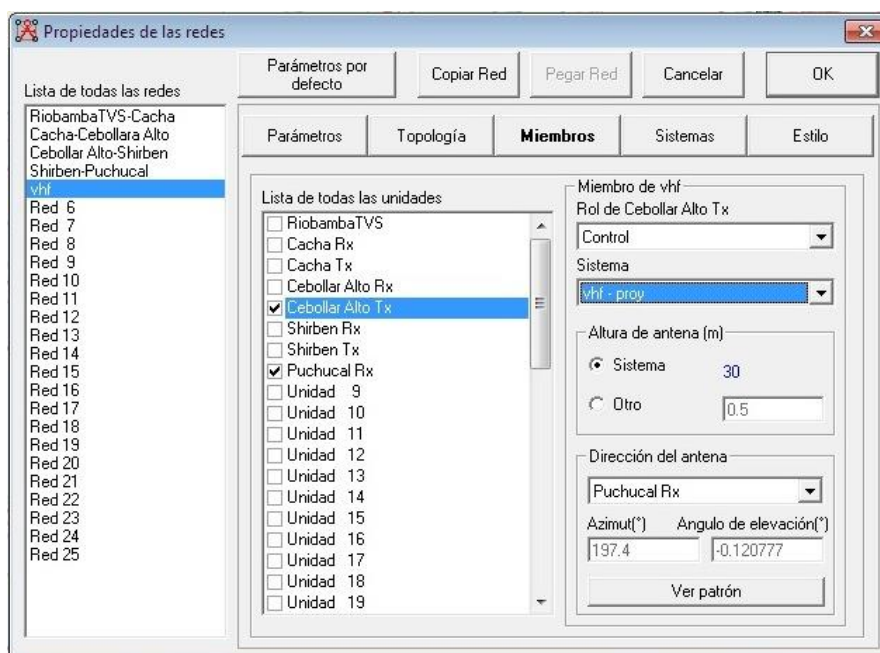 Propiedades de las redes
Lista de todas las redes
RiobambaTVS-Cacha
Cacha-Cebollara Alto
Cebollar Alto-Shirben
Shirben-Puchucal
vhf
Red 6
Red 7
Red 8
Red 9
Red 10
Red 11
Red 12
Red 13
Red 14
Red 15
Red 16
Red 17
Red 18
Red 19
Red 20
Red 21
Red 22
Red 23
Red 24
Red 25
Parámetros por
defecto
Copiar Red
Pegar Red
Cancelar
OK
Parámetros
Topología
Miembros
Sistemas
Estilo
Lista de todas las unidades
RiobambaTVS
Cacha Rx
Cacha Tx
Cebollar Alto Rx
Cebollar Alto Tx
Shirben Rx
Shirben Tx
Puchucal Rx
Unidad 9
Unidad 10
Unidad 11
Unidad 12
Unidad 13
Unidad 14
Unidad 15
Unidad 16
Unidad 17
Unidad 18
Unidad 19
Miembro de vhf
Rol de Cebollar Alto Tx
Control
Sistema
vhf - proy
Altura de antena (m)
Sistema 30
Otro 0.5
Dirección del antena
Puchucal Rx
Azimut(°) Angulo de elevación(°)
197.4 -0.120777
Ver patrón